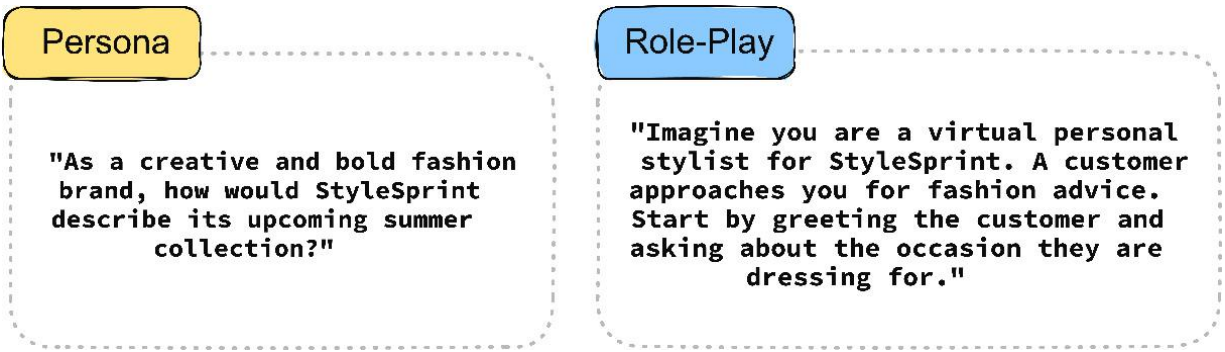 Persona
"As a creative and bold fashion
brand, how would StyleSprint
describe its upcoming summer
collection?"
Role-Play
"Imagine you are a virtual personal
stylist for StyleSprint. A customer
approaches you for fashion advice.
Start by greeting the customer and
asking about the occasion they are
dressing for."